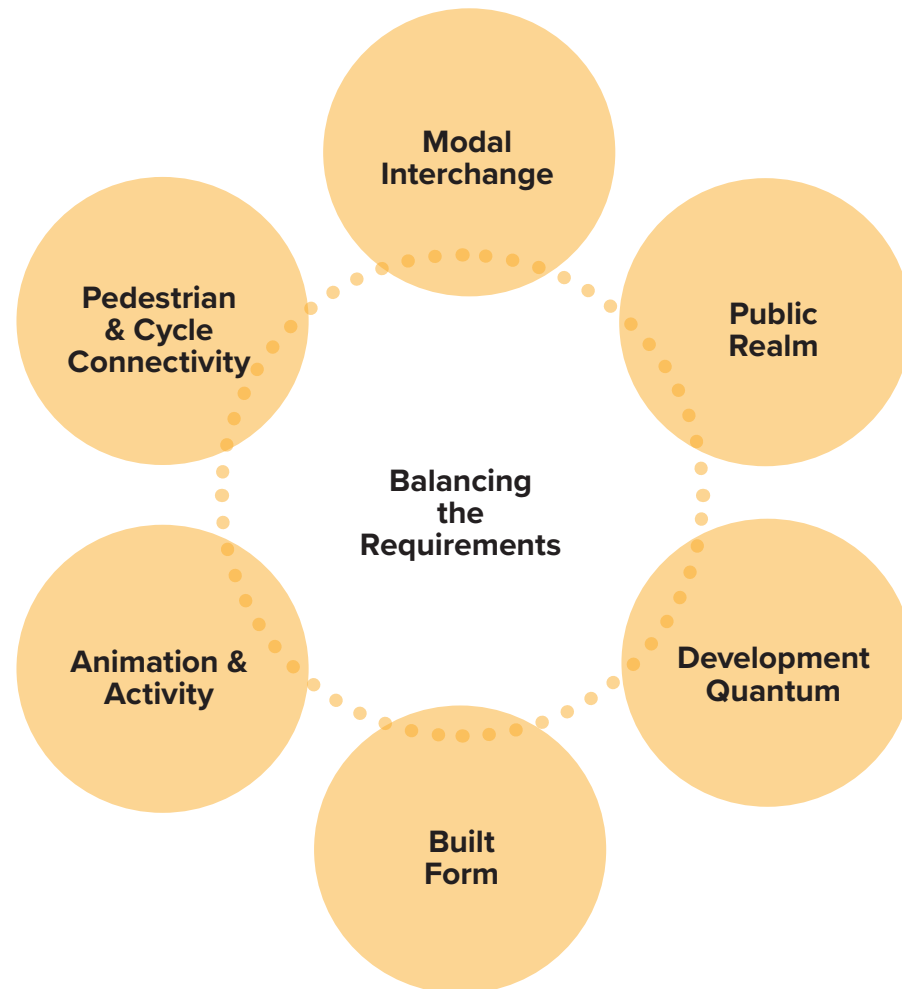 Modal
Interchange
Public
Realm
Development
Quantum
Built
Form
Animation &
Activity
Pedestrian
& Cycle
Connectivity
Balancing
the
Requirements